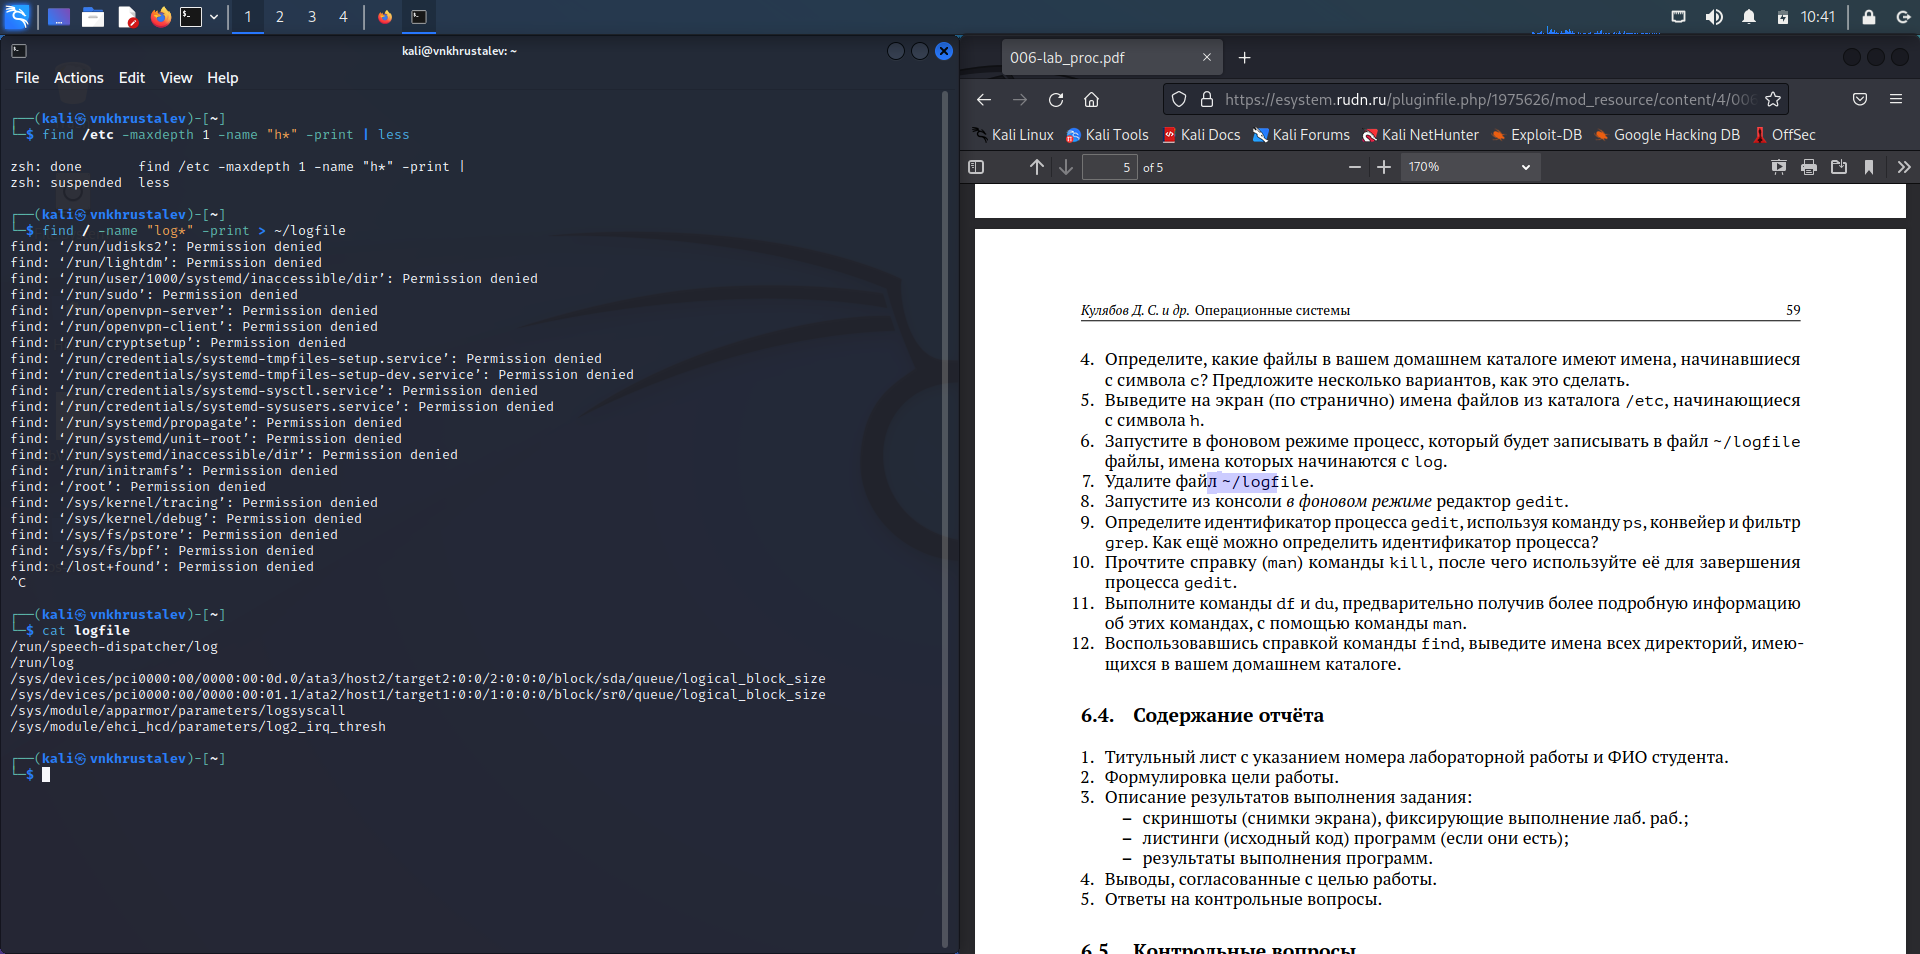 1 2 3 4
10:41
kali@vnkhrustalev: ~
File Actions Edit View Help
┌──(kali㉿vnkhrustalev)-[~]
└─$ find /etc -maxdepth 1 -name "h*" -print | less
zsh: done       find /etc -maxdepth 1 -name "h*" -print |
zsh: suspended  less
┌──(kali㉿vnkhrustalev)-[~]
└─$ find / -name "log*" -print > ~/logfile
find: ‘/run/udisks2’: Permission denied
find: ‘/run/lightdm’: Permission denied
find: ‘/run/user/1000/systemd/inaccessible/dir’: Permission denied
find: ‘/run/sudo’: Permission denied
find: ‘/run/openvpn-server’: Permission denied
find: ‘/run/openvpn-client’: Permission denied
find: ‘/run/cryptsetup’: Permission denied
find: ‘/run/credentials/systemd-tmpfiles-setup.service’: Permission denied
find: ‘/run/credentials/systemd-tmpfiles-setup-dev.service’: Permission denied
find: ‘/run/credentials/systemd-sysctl.service’: Permission denied
find: ‘/run/credentials/systemd-sysusers.service’: Permission denied
find: ‘/run/systemd/propagate’: Permission denied
find: ‘/run/systemd/unit-root’: Permission denied
find: ‘/run/systemd/inaccessible/dir’: Permission denied
find: ‘/run/initramfs’: Permission denied
find: ‘/root’: Permission denied
find: ‘/sys/kernel/tracing’: Permission denied
find: ‘/sys/kernel/debug’: Permission denied
find: ‘/sys/fs/pstore’: Permission denied
find: ‘/sys/fs/bpf’: Permission denied
find: ‘/lost+found’: Permission denied
^C
┌──(kali㉿vnkhrustalev)-[~]
└─$ cat logfile
/run/speech-dispatcher/log
/run/log
/sys/devices/pci0000:00/0000:00:0d.0/ata3/host2/target2:0:0/2:0:0:0/block/sda/queue/logical_block_size
/sys/devices/pci0000:00/0000:00:01.1/ata2/host1/target1:0:0/1:0:0:0/block/sr0/queue/logical_block_size
/sys/module/apparmor/parameters/logsyscall
/sys/module/ehci_hcd/parameters/log2_irq_thresh
┌──(kali㉿vnkhrustalev)-[~]
└─$
006-lab_proc.pdf
https://esystem.rudn.ru/pluginfile.php/1975626/mod_resource/content/4/006
Kali Linux Kali Tools Kali Docs Kali Forums Kali NetHunter Exploit-DB Google Hacking DB OffSec
5 of 5 170%
Кулябов Д. С. и др. Операционные системы 59
4. Определите, какие файлы в вашем домашнем каталоге имеют имена, начинавшиеся
с символа c? Предложите несколько вариантов, как это сделать.
5. Выведите на экран (по странично) имена файлов из каталога /etc, начинающиеся
с символа h.
6. Запустите в фоновом режиме процесс, который будет записывать в файл ~/logfile
файлы, имена которых начинаются с log.
7. Удалите файл ~/logfile.
8. Запустите из консоли в фоновом режиме редактор gedit.
9. Определите идентификатор процесса gedit, используя команду ps, конвейер и фильтр
grep. Как ещё можно определить идентификатор процесса?
10. Прочтите справку (man) команды kill, после чего используйте её для завершения
процесса gedit.
11. Выполните команды df и du, предварительно получив более подробную информацию
об этих командах, с помощью команды man.
12. Воспользовавшись справкой команды find, выведите имена всех директорий, имею-
щихся в вашем домашнем каталоге.
6.4. Содержание отчёта
1. Титульный лист с указанием номера лабораторной работы и ФИО студента.
2. Формулировка цели работы.
3. Описание результатов выполнения задания:
– скриншоты (снимки экрана), фиксирующие выполнение лаб. раб.;
– листинги (исходный код) программ (если они есть);
– результаты выполнения программ.
4. Выводы, согласованные с целью работы.
5. Ответы на контрольные вопросы.
6.5. Контрольные вопросы